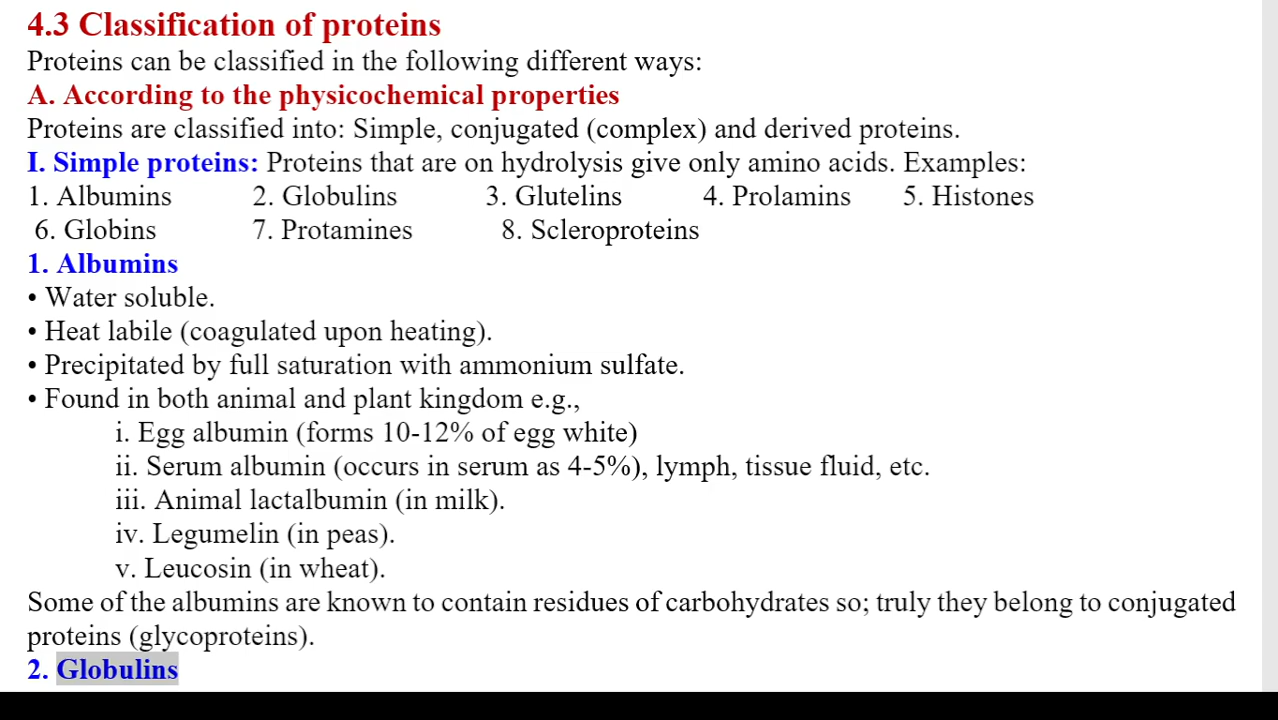 4.3 Classification of proteins
Proteins can be classified in the following different ways:
A. According to the physicochemical properties
Proteins are classified into: Simple, conjugated (complex) and derived proteins.
I. Simple proteins: Proteins that are on hydrolysis give only amino acids. Examples:
1. Albumins 2. Globulins 3. Glutelins 4. Prolamins 5. Histones
6. Globins 7. Protamines 8. Scleroproteins
1. Albumins
• Water soluble.
• Heat labile (coagulated upon heating).
• Precipitated by full saturation with ammonium sulfate.
• Found in both animal and plant kingdom e.g.,
i. Egg albumin (forms 10-12% of egg white)
ii. Serum albumin (occurs in serum as 4-5%), lymph, tissue fluid, etc.
iii. Animal lactalbumin (in milk).
iv. Legumelin (in peas).
v. Leucosin (in wheat).
Some of the albumins are known to contain residues of carbohydrates so; truly they belong to conjugated
proteins (glycoproteins).
2. Globulins